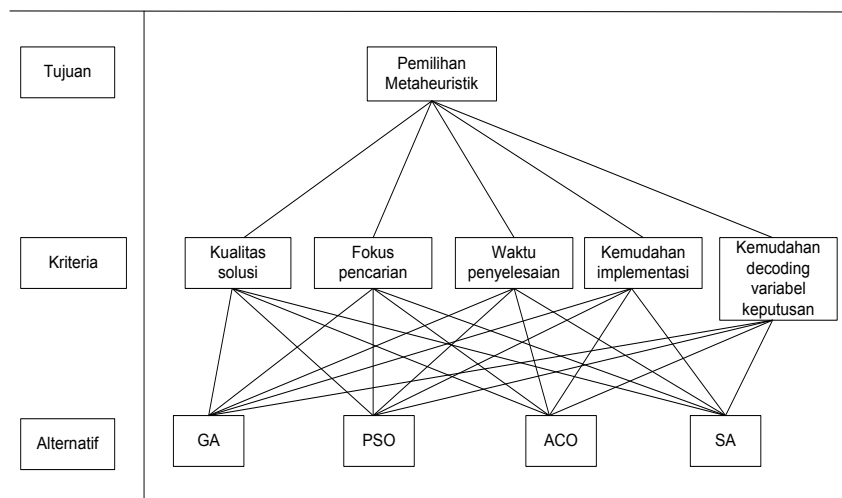 Tujuan
Pemilihan
Metaheuristik
Kriteria
Kualitas
solusi
Fokus
pencarian
Waktu
penyelesaian
Kemudahan
implementasi
Kemudahan
decoding
variabel
keputusan
Alternatif
GA
PSO
ACO
SA